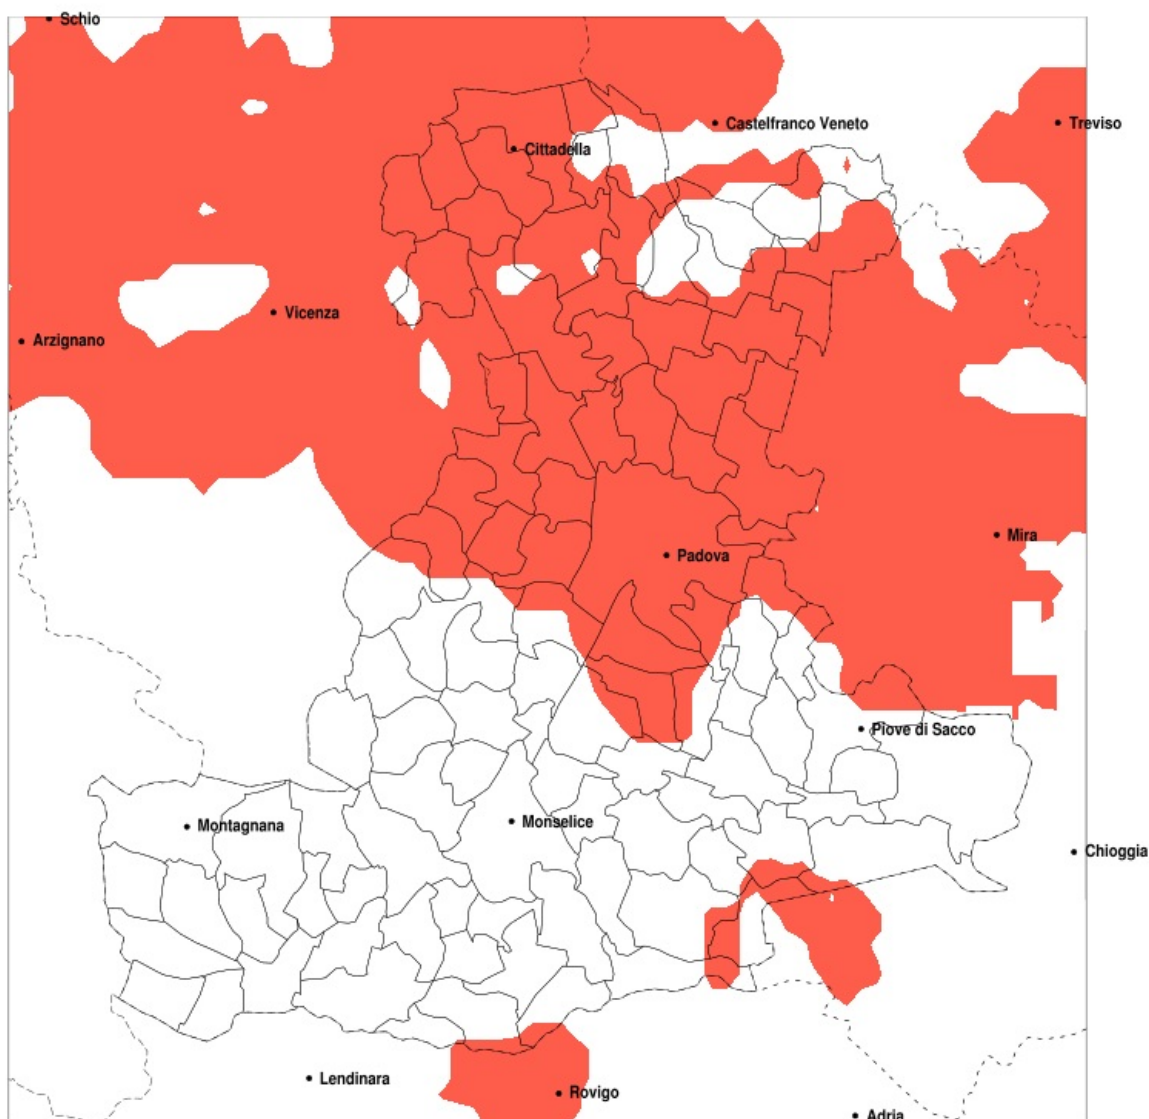 Schio
Castelfranco Veneto
Treviso
Cittadella
Vicenza
Arzignano
Mira
Padova
Piove di Sacco
Montagnana
Monselice
Chioggia
Lendinara
Rovigo
Adria